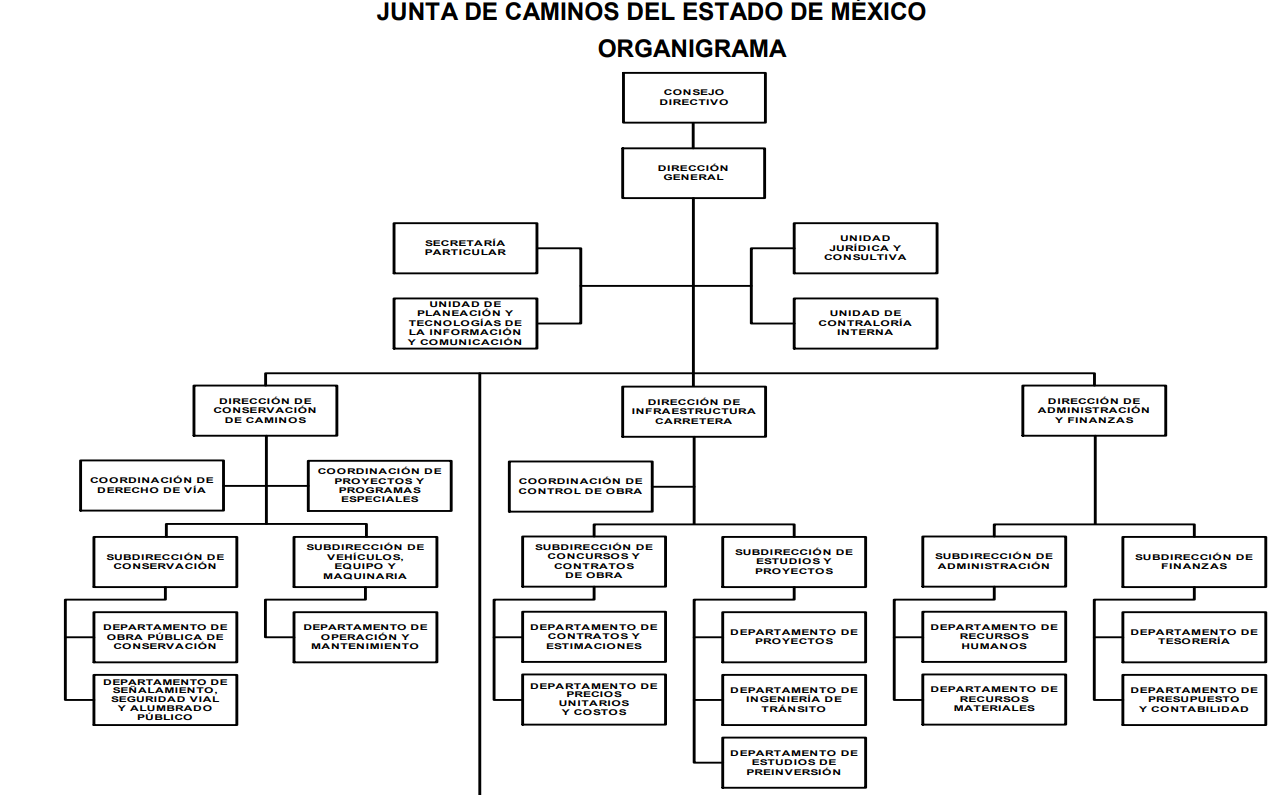 JUNTA DE CAMINOS DEL ESTADO DE MÉXICO
ORGANIGRAMA
CONSEJO
DIRECTIVO
DIRECCIÓN
GENERAL
SECRETARÍA
PARTICULAR
UNIDAD
JURÍDICA Y
CONSULTIVA
UNIDAD DE
PLANEACIÓN Y
TECNOLOGÍAS DE
LA INFORMACIÓN
Y COMUNICACIÓN
UNIDAD DE
CONTRALORÍA
INTERNA
DIRECCIÓN DE
CONSERVACIÓN
DE CAMINOS
DIRECCIÓN DE
INFRAESTRUCTURA
CARRETERA
DIRECCIÓN DE
ADMINISTRACIÓN
Y FINANZAS
COORDINACIÓN DE
DERECHO DE VÍA
COORDINACIÓN DE
PROYECTOS Y
PROGRAMAS
ESPECIALES
COORDINACIÓN DE
CONTROL DE OBRA
SUBDIRECCIÓN DE
CONSERVACIÓN
SUBDIRECCIÓN DE
VEHÍCULOS,
EQUIPO Y
MAQUINARIA
SUBDIRECCIÓN DE
CONCURSOS Y
CONTRATOS
DE OBRA
SUBDIRECCIÓN DE
ESTUDIOS Y
PROYECTOS
SUBDIRECCIÓN DE
ADMINISTRACIÓN
SUBDIRECCIÓN DE
FINANZAS
DEPARTAMENTO DE
OBRA PÚBLICA DE
CONSERVACIÓN
DEPARTAMENTO DE
OPERACIÓN Y
MANTENIMIENTO
DEPARTAMENTO DE
CONTRATOS Y
ESTIMACIONES
DEPARTAMENTO DE
PROYECTOS
DEPARTAMENTO DE
RECURSOS
HUMANOS
DEPARTAMENTO DE
TESORERÍA
DEPARTAMENTO DE
SEÑALAMIENTO,
SEGURIDAD VIAL
Y ALUMBRADO
PÚBLICO
DEPARTAMENTO DE
PRECIOS
UNITARIOS
Y COSTOS
DEPARTAMENTO DE
INGENIERÍA DE
TRÁNSITO
DEPARTAMENTO DE
RECURSOS
MATERIALES
DEPARTAMENTO DE
PRESUPUESTO
Y CONTABILIDAD
DEPARTAMENTO DE
ESTUDIOS DE
PREINVERSIÓN